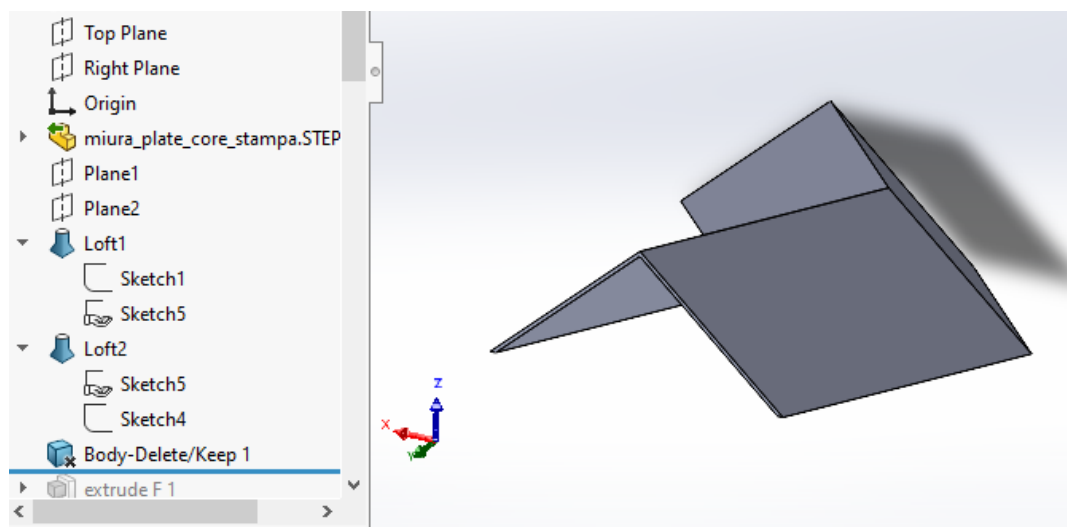 Top Plane
Right Plane
Origin
miura_plate_core_stampa.STEP
Plane1
Plane2
Loft1
Sketch1
Sketch5
Loft2
Sketch5
Sketch4
Body-Delete/Keep 1
extrude F 1
Z
X
Y